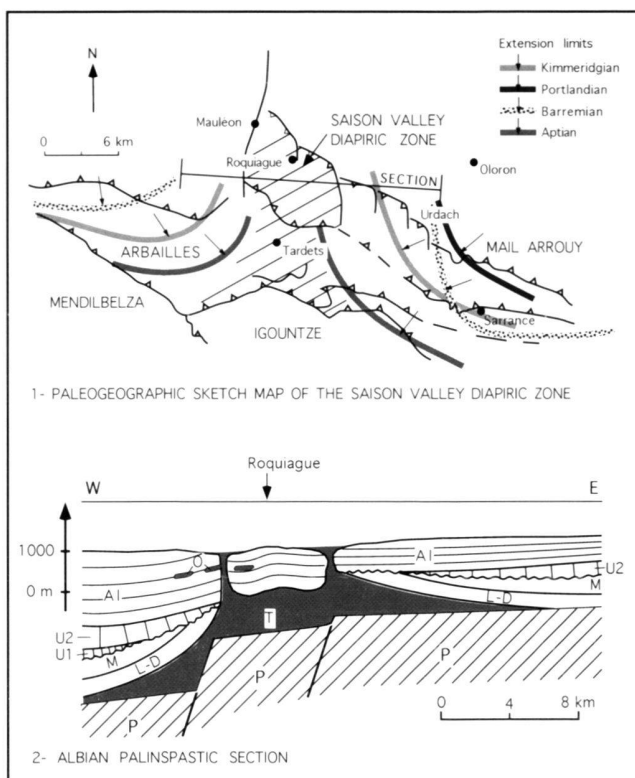 Extension limits
Kimmeridgian
Portlandian
Barremian
Aptian
N
0 6 km
Mauleon
SAISON VALLEY
DIAPIRIC ZONE
Roquiague
SECTION
Oloron
Urdach
ARBAILLES
Tardets
MAIL ARROUY
MENDILBELZA
IGOUNTZE
Sarrance
1- PALEOGEOGRAPHIC SKETCH MAP OF THE SAISON VALLEY DIAPIRIC ZONE
Roquiague
W E
1000
0 m
O
Al Al
U2
M
L-D
T
U2
U1
M
L-D
P P P
0 4 8 km
2- ALBIAN PALINSPASTIC SECTION